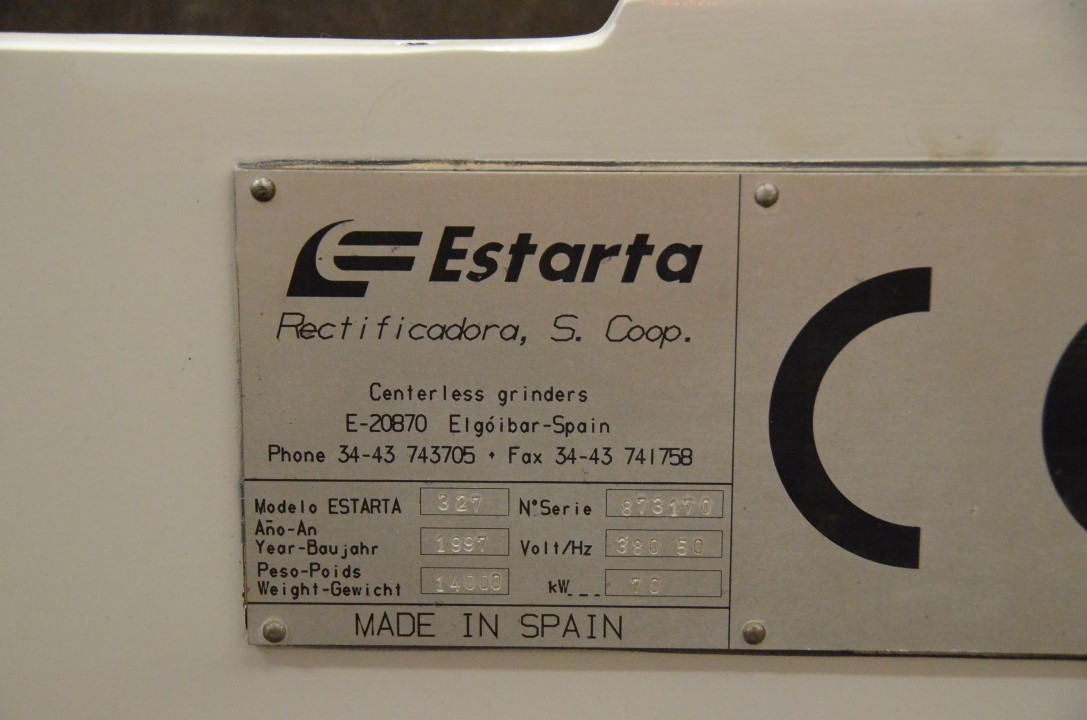 Estarta
Rectificadora, S. Coop.
Centerless grinders
E-20870 Elgóibar-Spain
Phone 34-43 743705 • Fax 34-43 741758
Modelo ESTARTA 327 N° Serie 873170
Año-An
Year-Baujahr 1997 Volt/Hz 380 50
Peso-Poids
Weight-Gewicht 14000 kW___ 70
MADE IN SPAIN
CE